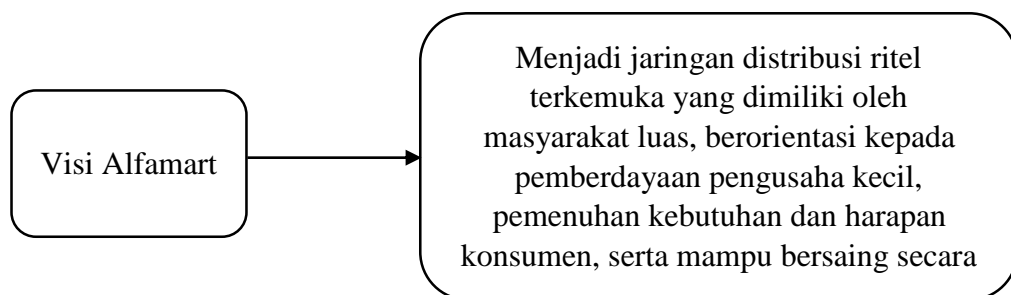 Visi Alfamart
Menjadi jaringan distribusi ritel
terkemuka yang dimiliki oleh
masyarakat luas, berorientasi kepada
pemberdayaan pengusaha kecil,
pemenuhan kebutuhan dan harapan
konsumen, serta mampu bersaing secara